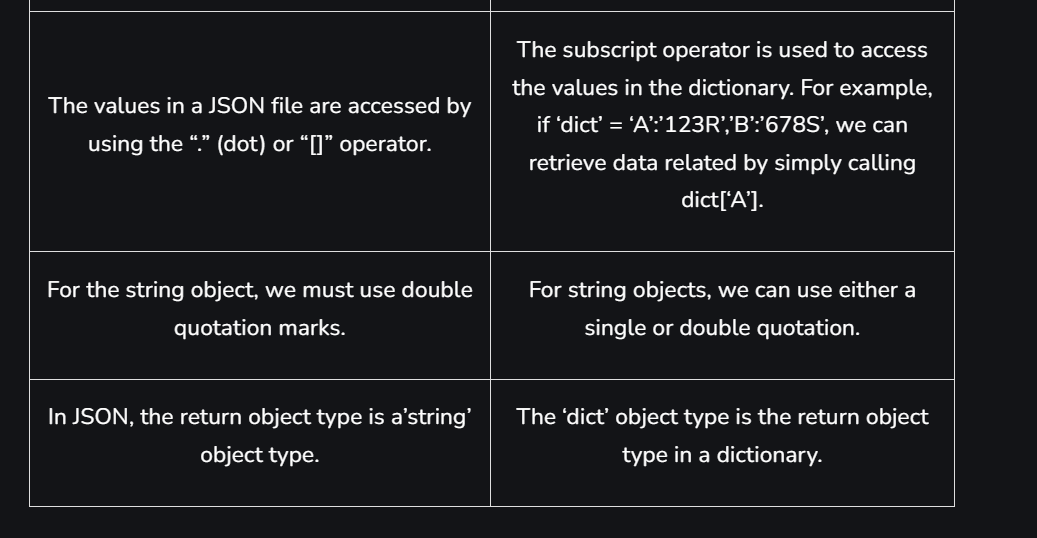 The values in a JSON file are accessed by
using the “.” (dot) or “[]” operator.
The subscript operator is used to access
the values in the dictionary. For example,
if ‘dict’ = ‘A’:’123R’,’B’:’678S’, we can
retrieve data related by simply calling
dict[‘A’].
For the string object, we must use double
quotation marks.
For string objects, we can use either a
single or double quotation.
In JSON, the return object type is a’string’
object type.
The ‘dict’ object type is the return object
type in a dictionary.